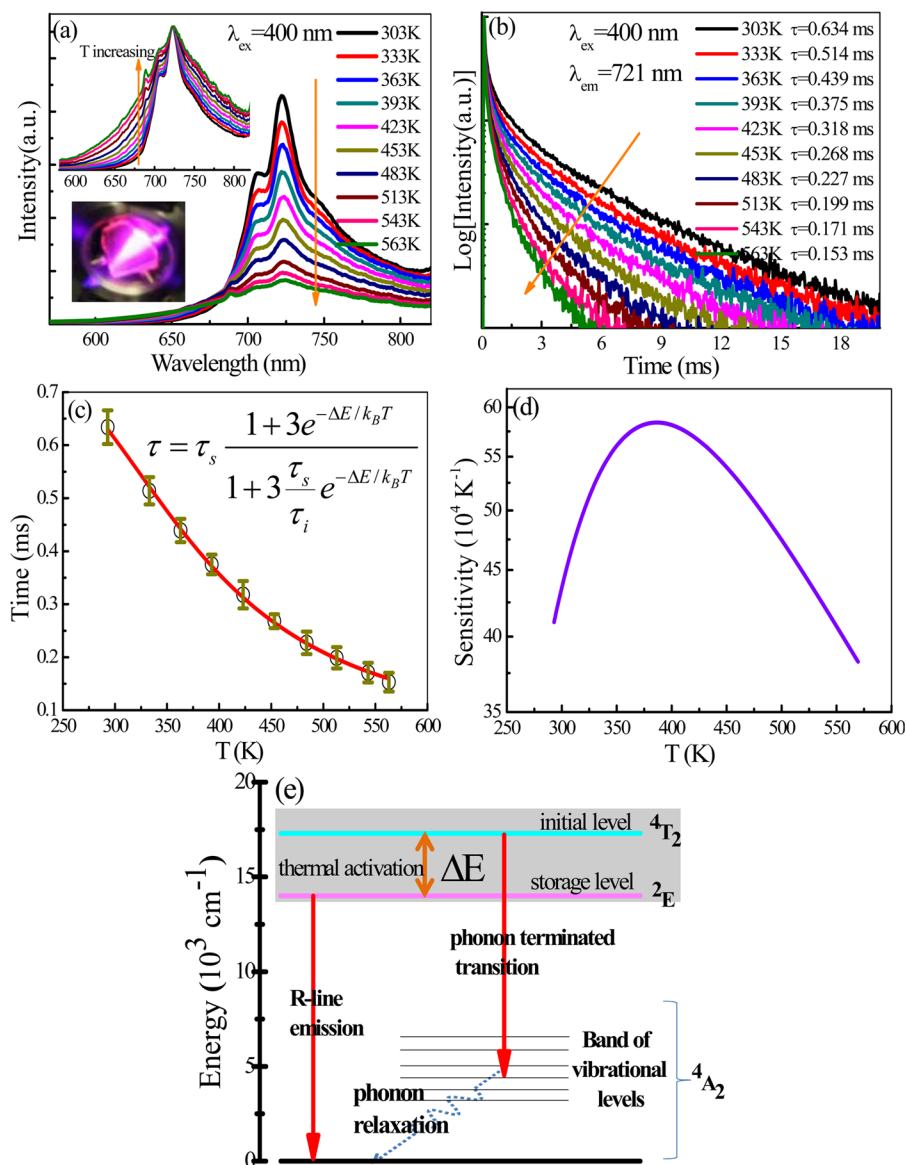 (a)
λex=400 nm
T increasing
303K
333K
363K
393K
423K
453K
483K
513K
543K
563K
600 650 700 750 800
Intensity(a.u.)
600 650 700 750 800
Wavelength (nm)
(b)
λex=400 nm
λem=721 nm
303K τ=0.634 ms
333K τ=0.514 ms
363K τ=0.439 ms
393K τ=0.375 ms
423K τ=0.318 ms
453K τ=0.268 ms
483K τ=0.227 ms
513K τ=0.199 ms
543K τ=0.171 ms
563K τ=0.153 ms
Log[Intensity(a.u.)]
0 3 6 9 12 15 18
Time (ms)
(c)
τ = τs (1+3e^(−ΔE/kBT)) / (1+3(τs/τi)e^(−ΔE/kBT))
0.7
0.6
0.5
0.4
0.3
0.2
0.1
Time (ms)
250 300 350 400 450 500 550 600
T (K)
(d)
60
55
50
45
40
35
Sensitivity (10⁴ K⁻¹)
250 300 350 400 450 500 550 600
T (K)
(e)
20
15
10
5
0
Energy (10³ cm⁻¹)
initial level ⁴T₂
thermal activation ΔE
storage level ²E
phonon terminated
transition
R-line
emission
Band of
vibrational
levels
⁴A₂
phonon
relaxation